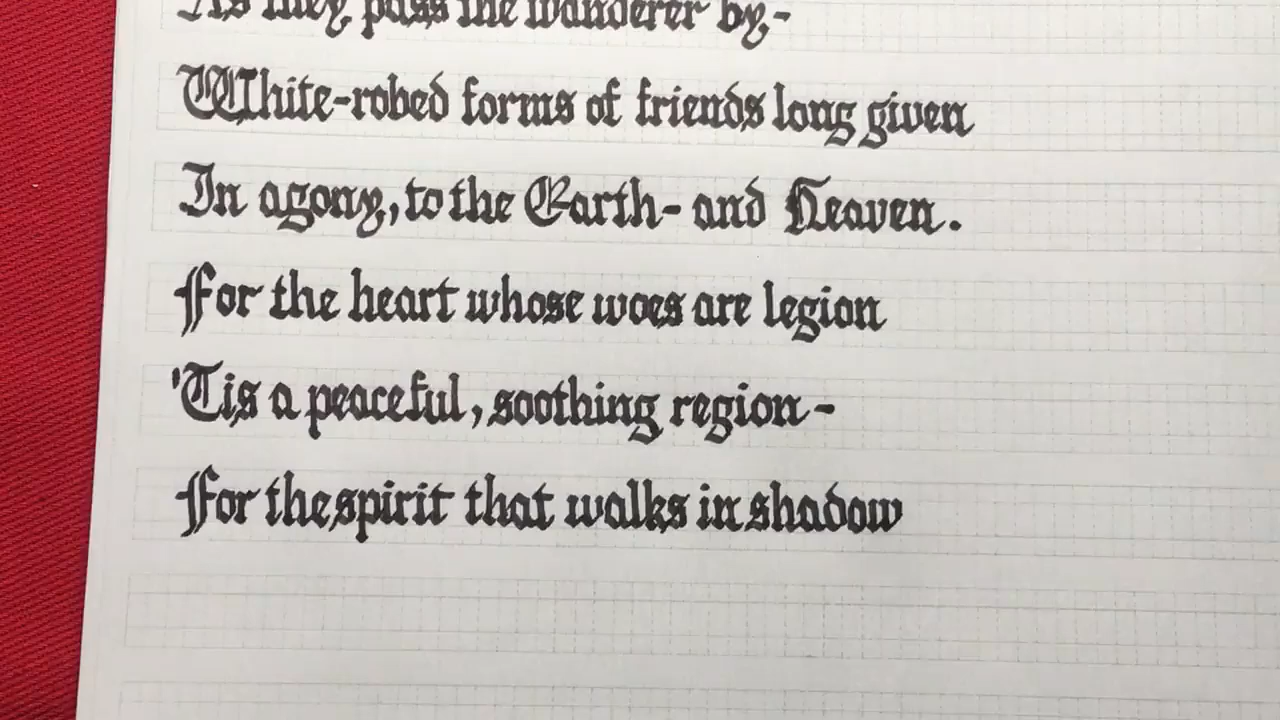 As they pass the wanderer by,-
White-robed forms of friends long given
In agony, to the Earth- and Heaven.
For the heart whose woes are legion
'Tis a peaceful, soothing region-
For the spirit that walks in shadow